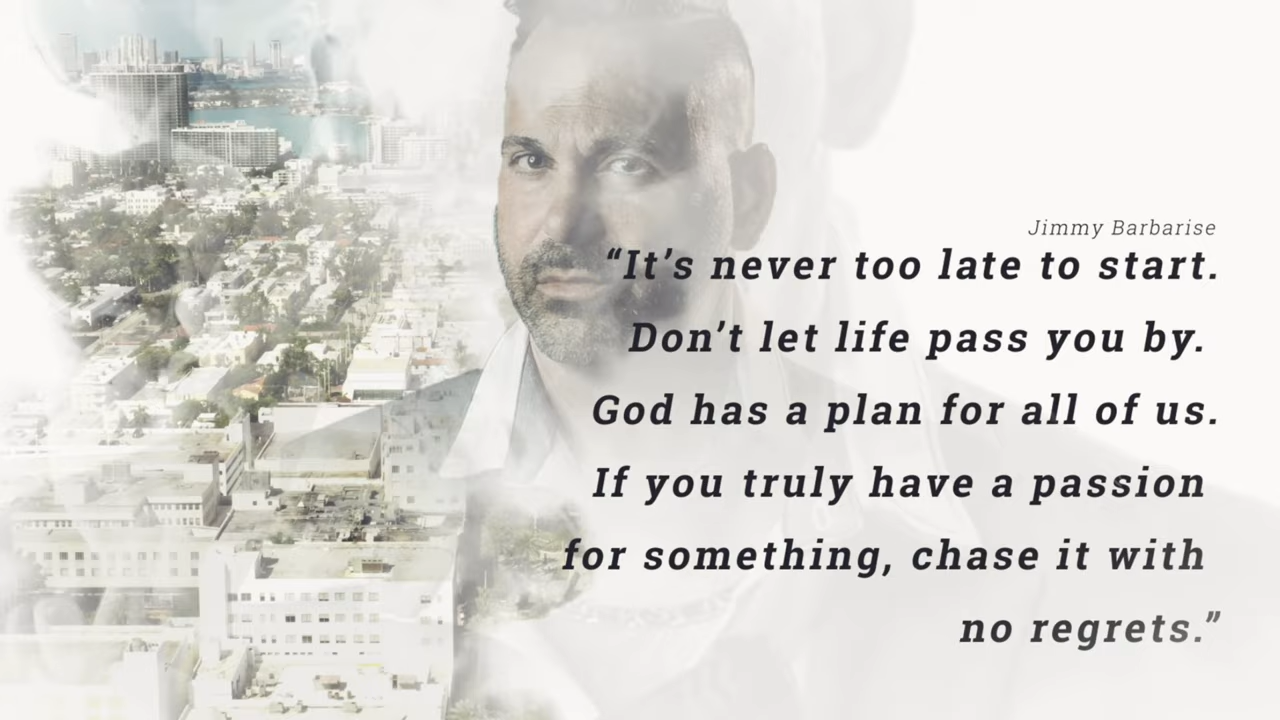 Jimmy Barbarise
“It’s never too late to start.
Don’t let life pass you by.
God has a plan for all of us.
If you truly have a passion
for something, chase it with
no regrets.”